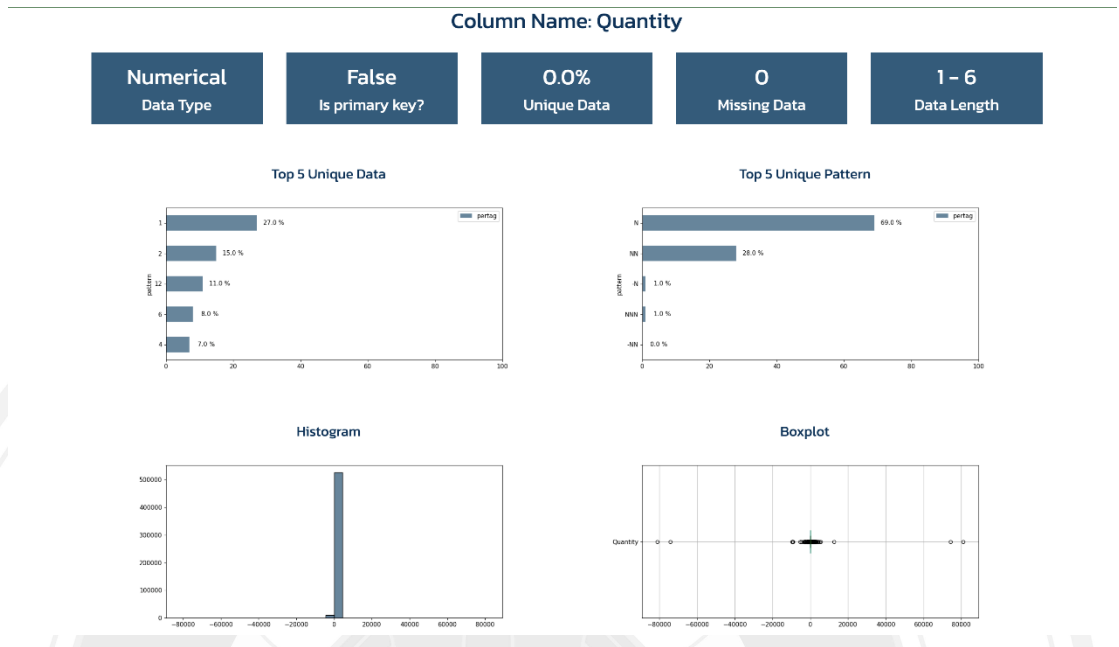 Column Name: Quantity
Numerical
Data Type
False
Is primary key?
0.0%
Unique Data
0
Missing Data
1 - 6
Data Length
Top 5 Unique Data
pertag
pattern
1
27.0 %
2
15.0 %
12
11.0 %
6
8.0 %
4
7.0 %
0 20 40 60 80 100
Top 5 Unique Pattern
pertag
pattern
N
69.0 %
NN
28.0 %
-N
1.0 %
NNN
1.0 %
-NN
0.0 %
0 20 40 60 80 100
Histogram
500000
400000
300000
200000
100000
0
-80000 -60000 -40000 -20000 0 20000 40000 60000 80000
Boxplot
Quantity
-80000 -60000 -40000 -20000 0 20000 40000 60000 80000